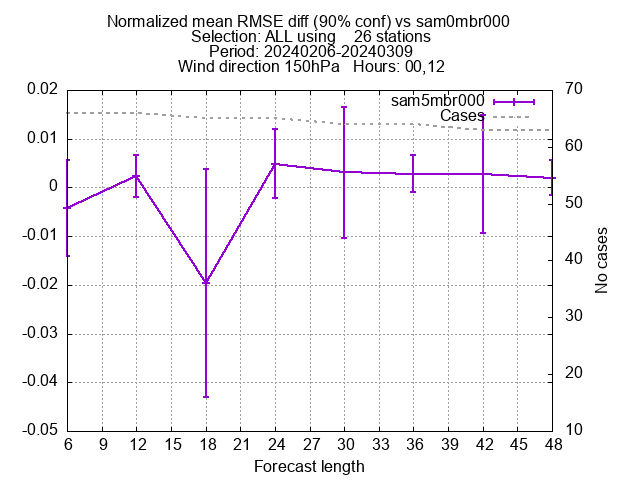 Normalized mean RMSE diff (90% conf) vs sam0mbr000
Selection: ALL using    26 stations
Period: 20240206-20240309
Wind direction 150hPa   Hours: 00,12
sam5mbr000
Cases
0.02
0.01
0
-0.01
-0.02
-0.03
-0.04
-0.05
70
60
50
40
30
20
10
No cases
6 9 12 15 18 21 24 27 30 33 36 39 42 45 48
Forecast length